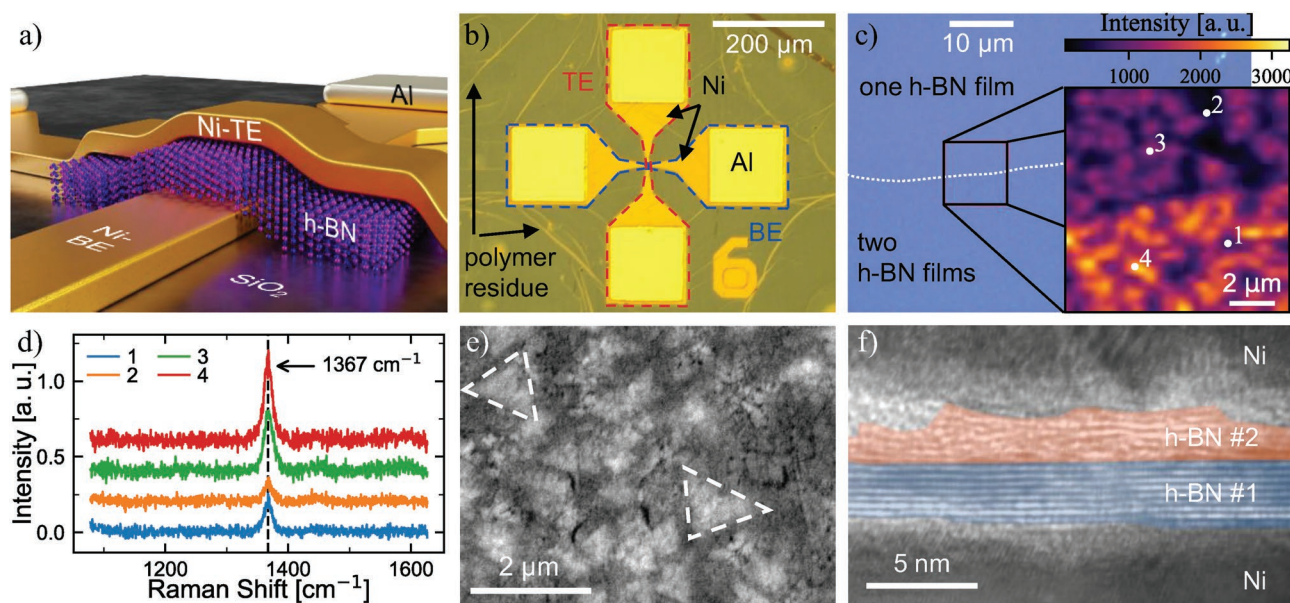 a)
Al
Ni-TE
h-BN
Ni-
BE
SiO₂
b)
200 µm
TE
Ni
Al
BE
polymer
residue
6
c)
10 µm
Intensity [a. u.]
1000 2000 3000
one h-BN film
two
h-BN films
2
3
1
4
2 µm
d)
1 3
2 4
1367 cm⁻¹
Intensity [a. u.]
1.0
0.5
0.0
1200 1400 1600
Raman Shift [cm⁻¹]
e)
2 µm
f)
Ni
h-BN #2
h-BN #1
5 nm
Ni